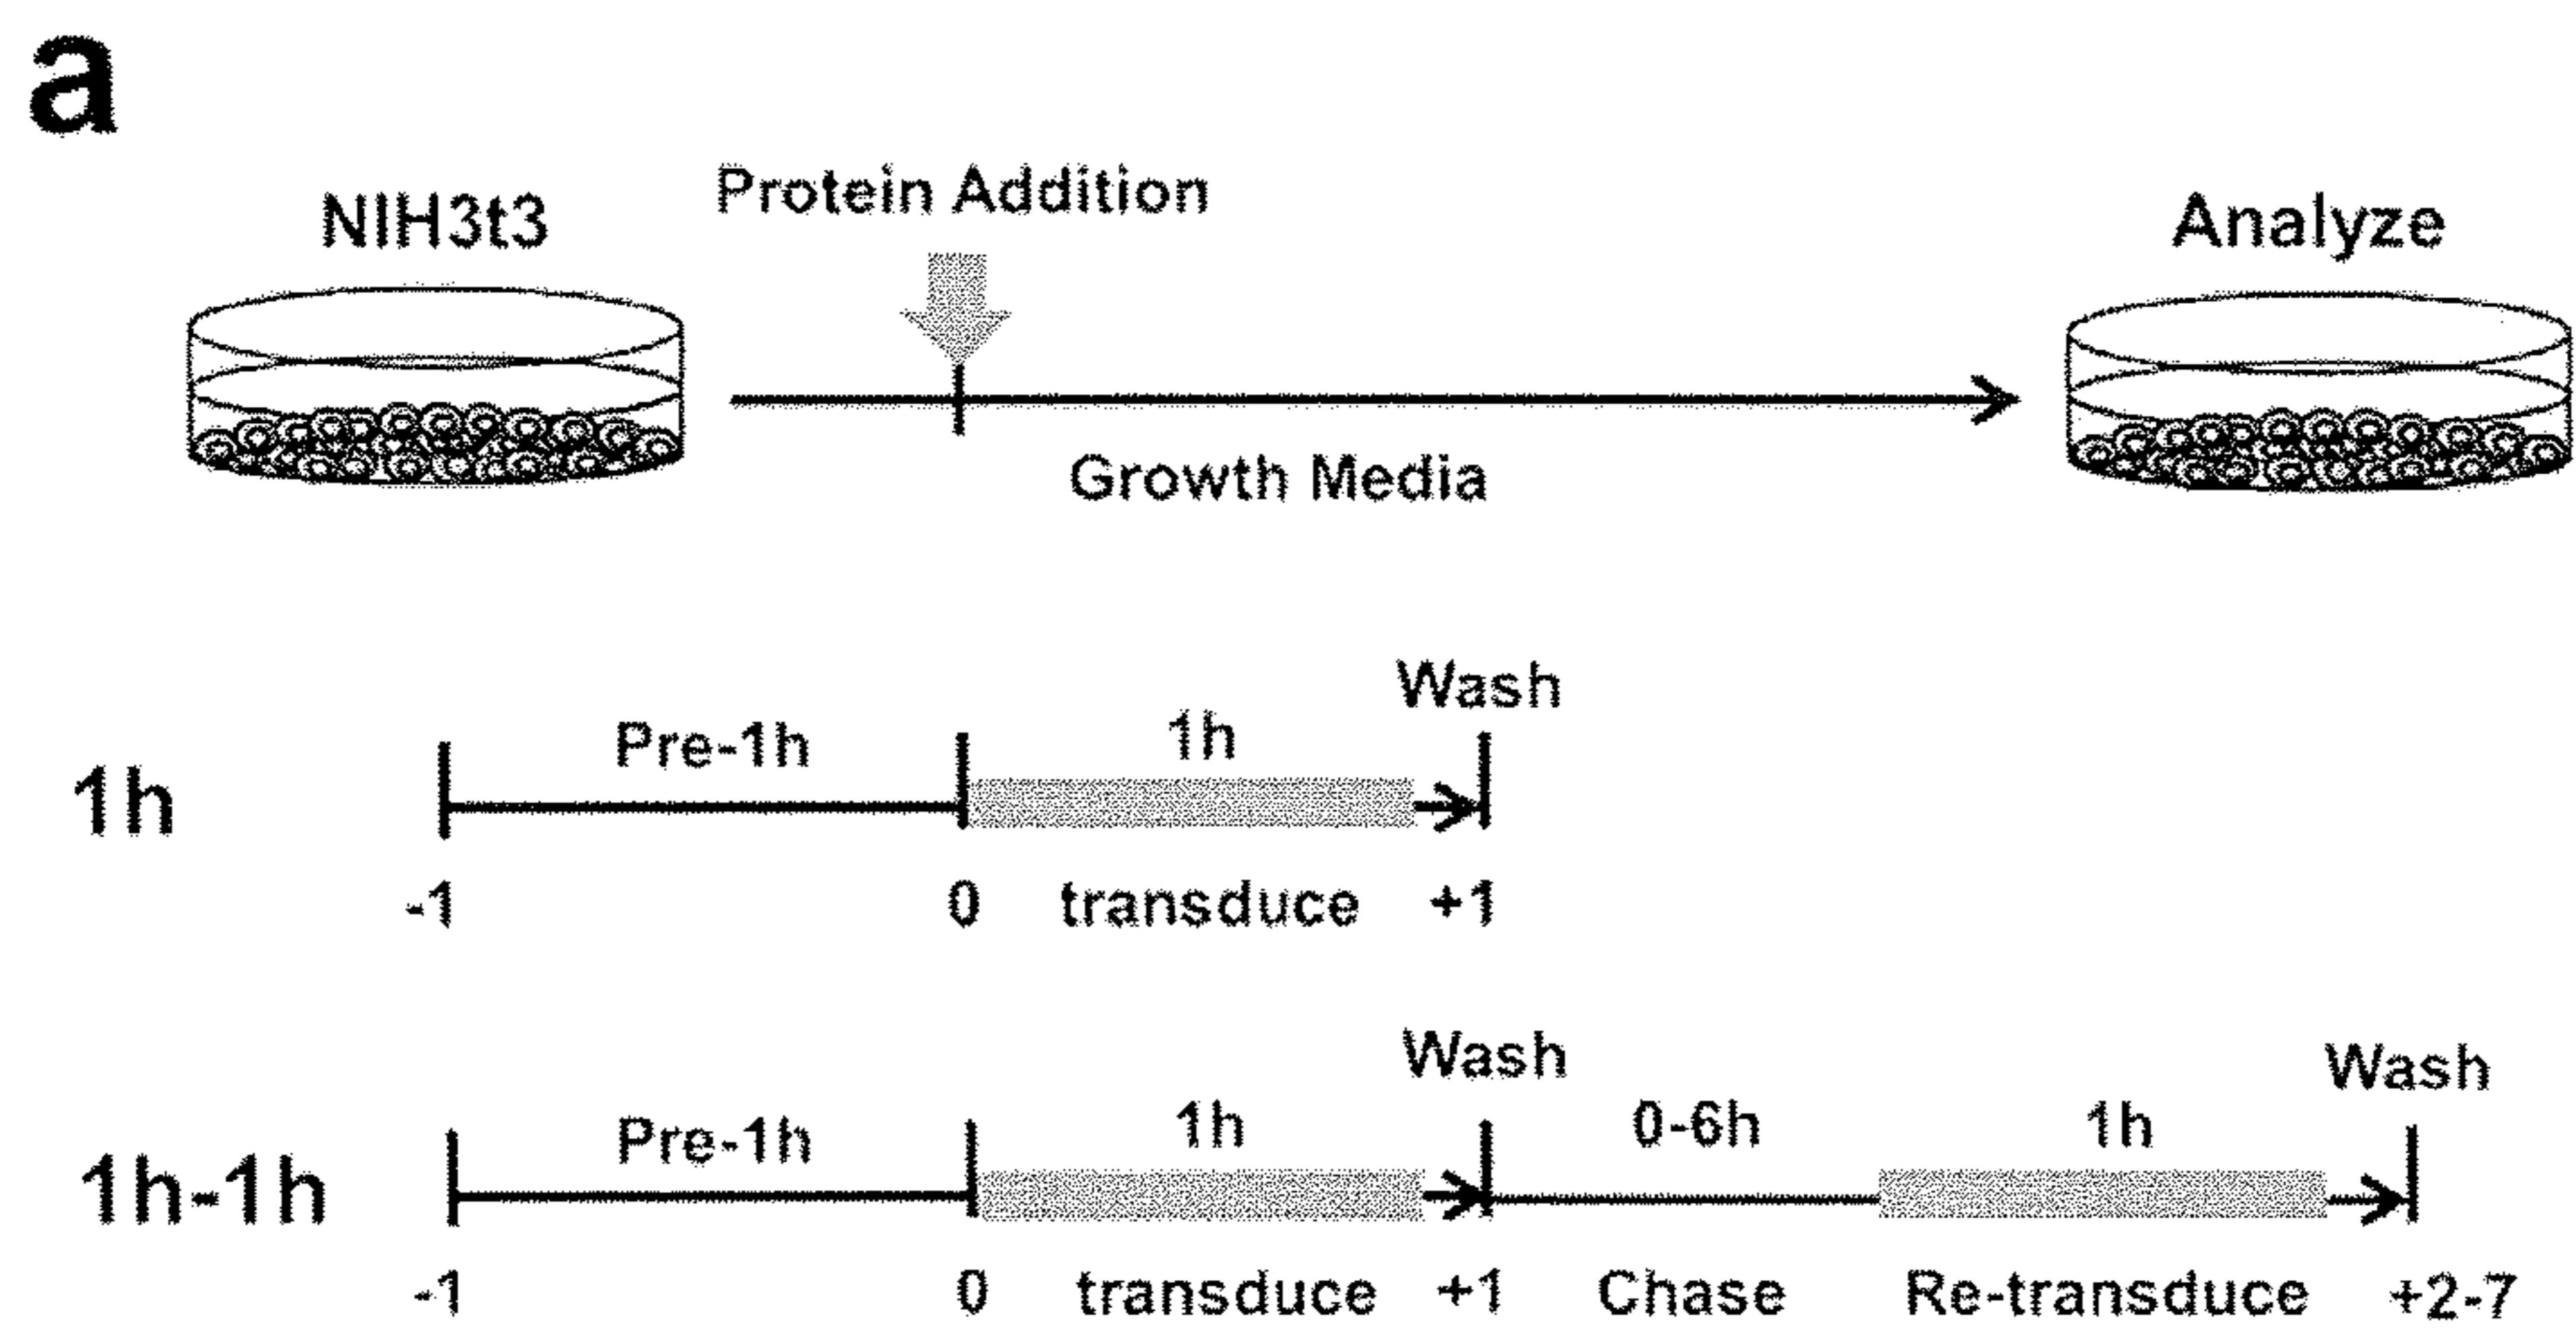 a
NIH3t3
Protein Addition
Analyze
Growth Media
1h
Pre-1h
1h
Wash
-1
0
transduce
+1
1h-1h
Pre-1h
1h
Wash
0-6h
1h
Wash
-1
0
transduce
+1
Chase
Re-transduce
+2-7